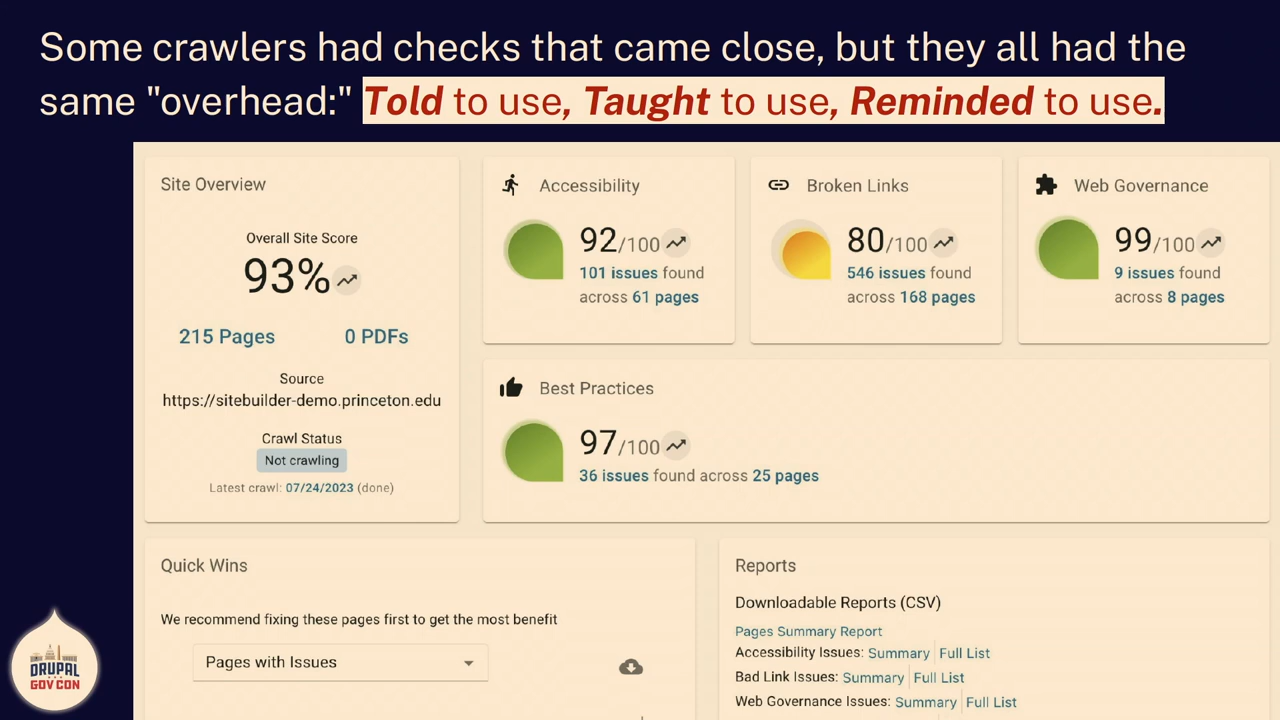 Some crawlers had checks that came close, but they all had the
same "overhead:" Told to use, Taught to use, Reminded to use.
Site Overview
Overall Site Score
93%
215 Pages
0 PDFs
Source
https://sitebuilder-demo.princeton.edu
Crawl Status
Not crawling
Latest crawl: 07/24/2023 (done)
Accessibility
92/100
101 issues found
across 61 pages
Broken Links
80/100
546 issues found
across 168 pages
Web Governance
99/100
9 issues found
across 8 pages
Best Practices
97/100
36 issues found across 25 pages
Quick Wins
We recommend fixing these pages first to get the most benefit
Pages with Issues
Reports
Downloadable Reports (CSV)
Pages Summary Report
Accessibility Issues: Summary Full List
Bad Link Issues: Summary Full List
Web Governance Issues: Summary Full List
DRUPAL
GOV CON